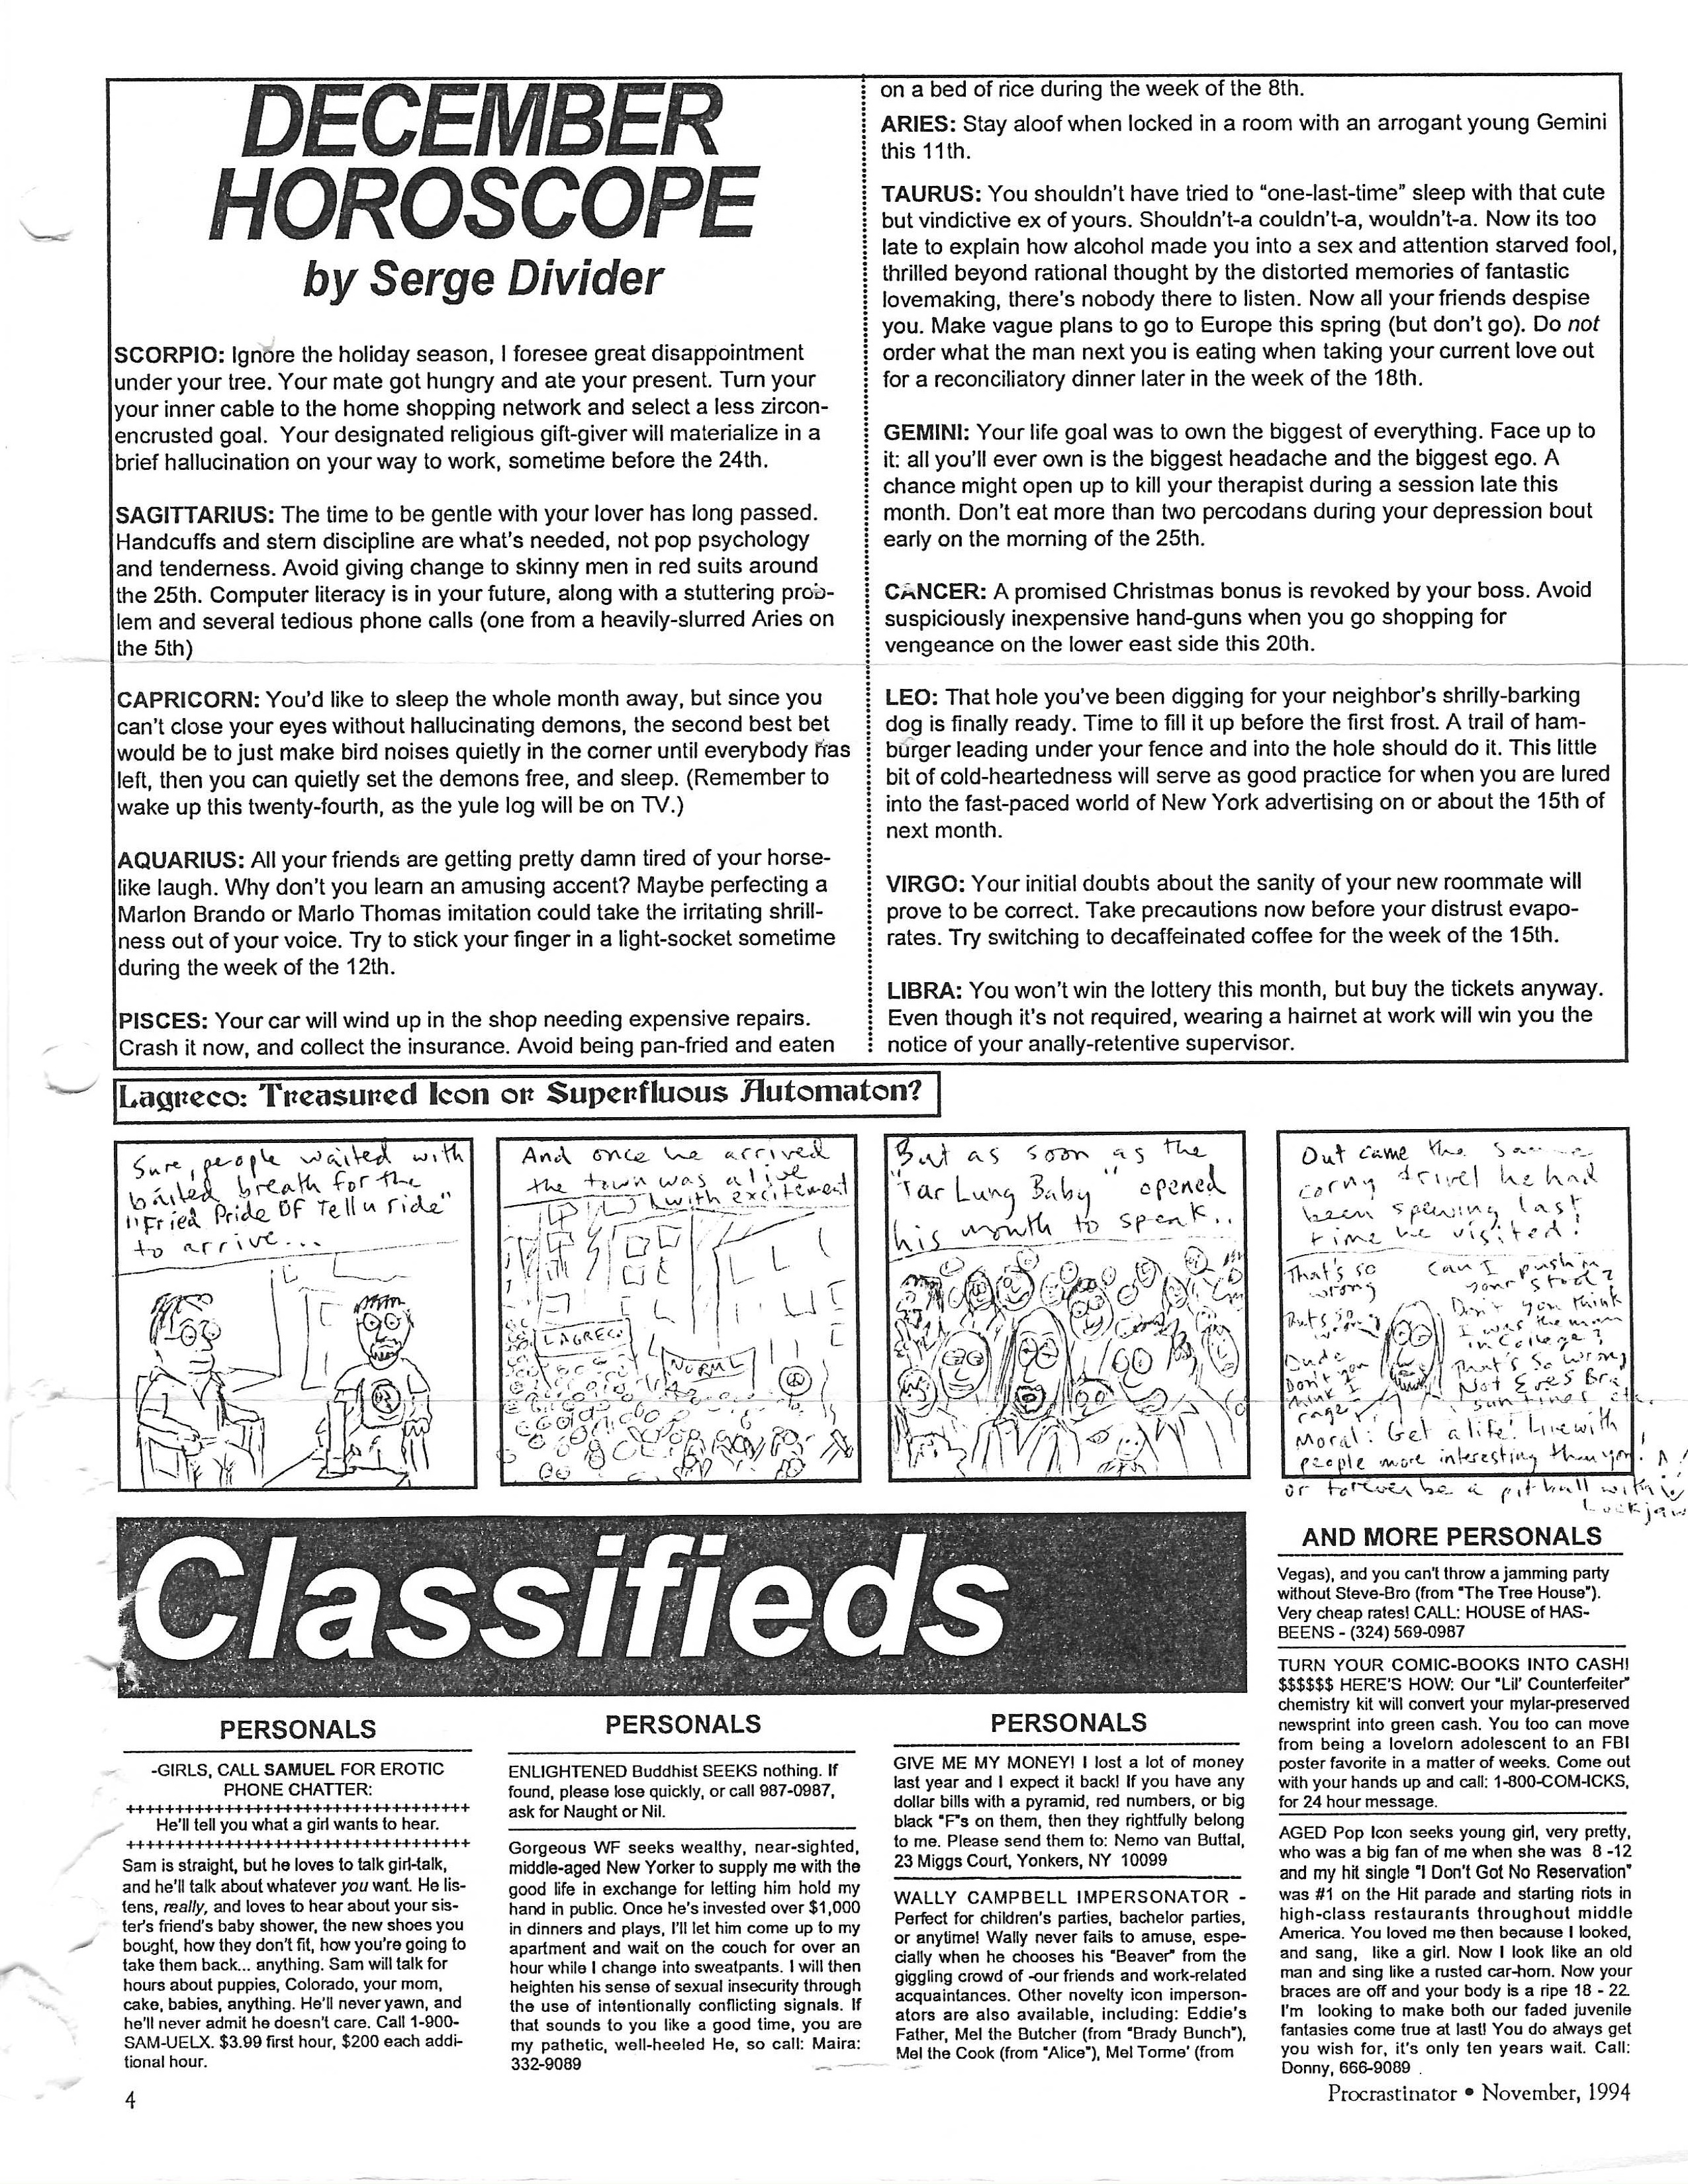 DECEMBER
HOROSCOPE
by Serge Divider
SCORPIO: Ignore the holiday season, I foresee great disappointment
under your tree. Your mate got hungry and ate your present. Turn your
your inner cable to the home shopping network and select a less zircon-
encrusted goal.  Your designated religious gift-giver will materialize in a
brief hallucination on your way to work, sometime before the 24th.
SAGITTARIUS: The time to be gentle with your lover has long passed.
Handcuffs and stern discipline are what's needed, not pop psychology
and tenderness. Avoid giving change to skinny men in red suits around
the 25th. Computer literacy is in your future, along with a stuttering prob-
lem and several tedious phone calls (one from a heavily-slurred Aries on
the 5th)
CAPRICORN: You'd like to sleep the whole month away, but since you
can't close your eyes without hallucinating demons, the second best bet
would be to just make bird noises quietly in the corner until everybody has
left, then you can quietly set the demons free, and sleep. (Remember to
wake up this twenty-fourth, as the yule log will be on TV.)
AQUARIUS: All your friends are getting pretty damn tired of your horse-
like laugh. Why don't you learn an amusing accent? Maybe perfecting a
Marlon Brando or Marlo Thomas imitation could take the irritating shrill-
ness out of your voice. Try to stick your finger in a light-socket sometime
during the week of the 12th.
PISCES: Your car will wind up in the shop needing expensive repairs.
Crash it now, and collect the insurance. Avoid being pan-fried and eaten
on a bed of rice during the week of the 8th.
ARIES: Stay aloof when locked in a room with an arrogant young Gemini
this 11th.
TAURUS: You shouldn't have tried to "one-last-time" sleep with that cute
but vindictive ex of yours. Shouldn't-a couldn't-a, wouldn't-a. Now its too
late to explain how alcohol made you into a sex and attention starved fool,
thrilled beyond rational thought by the distorted memories of fantastic
lovemaking, there's nobody there to listen. Now all your friends despise
you. Make vague plans to go to Europe this spring (but don't go). Do not
order what the man next you is eating when taking your current love out
for a reconciliatory dinner later in the week of the 18th.
GEMINI: Your life goal was to own the biggest of everything. Face up to
it: all you'll ever own is the biggest headache and the biggest ego. A
chance might open up to kill your therapist during a session late this
month. Don't eat more than two percodans during your depression bout
early on the morning of the 25th.
CANCER: A promised Christmas bonus is revoked by your boss. Avoid
suspiciously inexpensive hand-guns when you go shopping for
vengeance on the lower east side this 20th.
LEO: That hole you've been digging for your neighbor's shrilly-barking
dog is finally ready. Time to fill it up before the first frost. A trail of ham-
burger leading under your fence and into the hole should do it. This little
bit of cold-heartedness will serve as good practice for when you are lured
into the fast-paced world of New York advertising on or about the 15th of
next month.
VIRGO: Your initial doubts about the sanity of your new roommate will
prove to be correct. Take precautions now before your distrust evapo-
rates. Try switching to decaffeinated coffee for the week of the 15th.
LIBRA: You won't win the lottery this month, but buy the tickets anyway.
Even though it's not required, wearing a hairnet at work will win you the
notice of your anally-retentive supervisor.
Lagreco: Treasured Icon or Superfluous Automaton?
Sure, people waited with
baited breath for the
"Fried Pride Of Telluride"
to arrive...
And once he arrived
the town was alive
with excitement
LAGRECO
NORML
But as soon as the
"Tar Lung Baby" opened
his mouth to speak..
Out came the same
corny drivel he had
been spewing last
time he visited!
That's so
wrong
That's so
wrong
Dude
Don't you
think I
rage?
Can I push in
your stool?
Don't you think
I was the man
in College?
That's so wrong
Not Eyes Bra
Moral: Get a life! Live with
people more interesting than you!
or forever be a pitball with
Lockjaw
Classifieds
PERSONALS
-GIRLS, CALL SAMUEL FOR EROTIC
PHONE CHATTER:
+++++++++++++++++++++++++++++++++++
He'll tell you what a girl wants to hear.
+++++++++++++++++++++++++++++++++++
Sam is straight, but he loves to talk girl-talk,
and he'll talk about whatever you want. He lis-
tens, really, and loves to hear about your sis-
ter's friend's baby shower, the new shoes you
bought, how they don't fit, how you're going to
take them back... anything. Sam will talk for
hours about puppies, Colorado, your mom,
cake, babies, anything. He'll never yawn, and
he'll never admit he doesn't care. Call 1-900-
SAM-UELX. $3.99 first hour, $200 each addi-
tional hour.
PERSONALS
ENLIGHTENED Buddhist SEEKS nothing. If
found, please lose quickly, or call 987-0987,
ask for Naught or Nil.
Gorgeous WF seeks wealthy, near-sighted,
middle-aged New Yorker to supply me with the
good life in exchange for letting him hold my
hand in public. Once he's invested over $1,000
in dinners and plays, I'll let him come up to my
apartment and wait on the couch for over an
hour while I change into sweatpants. I will then
heighten his sense of sexual insecurity through
the use of intentionally conflicting signals. If
that sounds to you like a good time, you are
my pathetic, well-heeled He, so call: Maira:
332-9089
PERSONALS
GIVE ME MY MONEY! I lost a lot of money
last year and I expect it back! If you have any
dollar bills with a pyramid, red numbers, or big
black "F"s on them, then they rightfully belong
to me. Please send them to: Nemo van Buttal,
23 Miggs Court, Yonkers, NY  10099
WALLY CAMPBELL IMPERSONATOR -
Perfect for children's parties, bachelor parties,
or anytime! Wally never fails to amuse, espe-
cially when he chooses his "Beaver" from the
giggling crowd of -our friends and work-related
acquaintances. Other novelty icon imperson-
ators are also available, including: Eddie's
Father, Mel the Butcher (from "Brady Bunch"),
Mel the Cook (from "Alice"), Mel Torme' (from
AND MORE PERSONALS
Vegas), and you can't throw a jamming party
without Steve-Bro (from "The Tree House").
Very cheap rates! CALL: HOUSE of HAS-
BEENS - (324) 569-0987
TURN YOUR COMIC-BOOKS INTO CASH!
$$$$$$ HERE'S HOW: Our "Lil' Counterfeiter"
chemistry kit will convert your mylar-preserved
newsprint into green cash. You too can move
from being a lovelorn adolescent to an FBI
poster favorite in a matter of weeks. Come out
with your hands up and call: 1-800-COM-ICKS,
for 24 hour message.
AGED Pop Icon seeks young girl, very pretty,
who was a big fan of me when she was  8 -12
and my hit single "I Don't Got No Reservation"
was #1 on the Hit parade and starting riots in
high-class restaurants throughout middle
America. You loved me then because I looked,
and sang,  like a girl. Now I look like an old
man and sing like a rusted car-horn. Now your
braces are off and your body is a ripe 18 - 22.
I'm  looking to make both our faded juvenile
fantasies come true at last! You do always get
you wish for, it's only ten years wait. Call:
Donny, 666-9089
4
Procrastinator • November, 1994